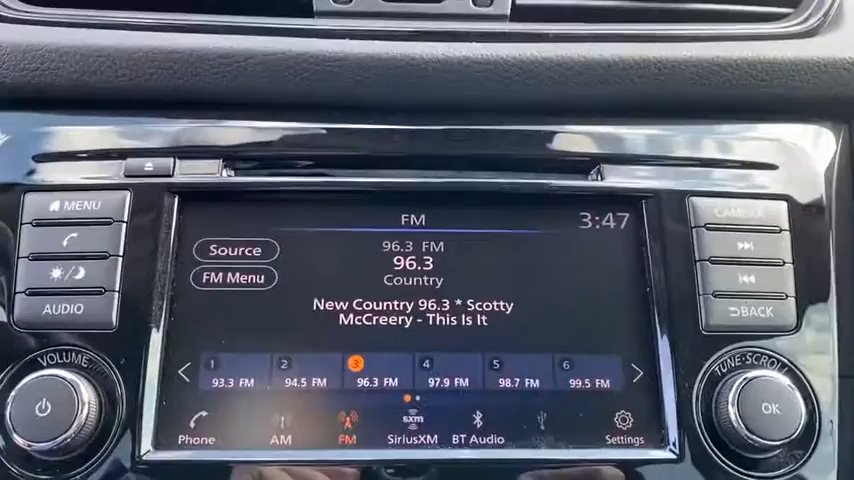 MENU
AUDIO
VOLUME
FM
3:47
Source
FM Menu
96.3 FM
96.3
Country
New Country 96.3 * Scotty
McCreery - This Is It
1 93.3 FM
2 94.5 FM
3 96.3 FM
4 97.9 FM
5 98.7 FM
6 99.5 FM
Phone
AM
FM
sxm
SiriusXM
BT Audio
Settings
CAMERA
BACK
TUNE·SCROLL
OK